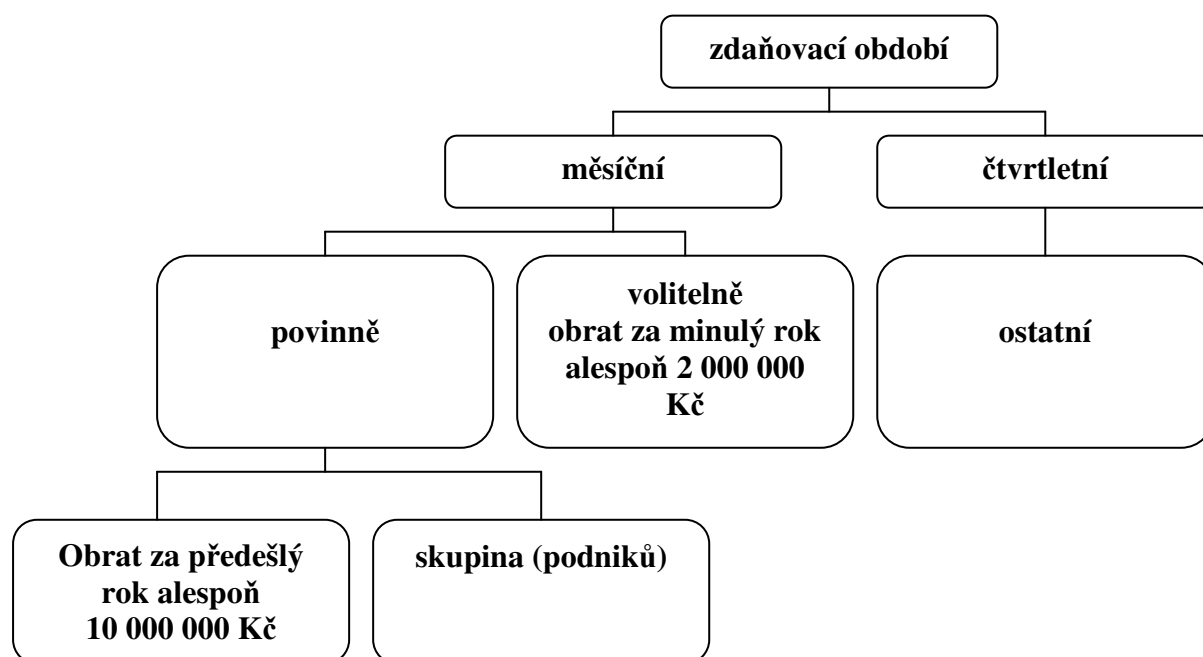 zdaňovací období
měsíční
čtvrtletní
povinně
volitelně
obrat za minulý rok
alespoň 2 000 000
Kč
ostatní
Obrat za předešlý
rok alespoň
10 000 000 Kč
skupina (podniků)